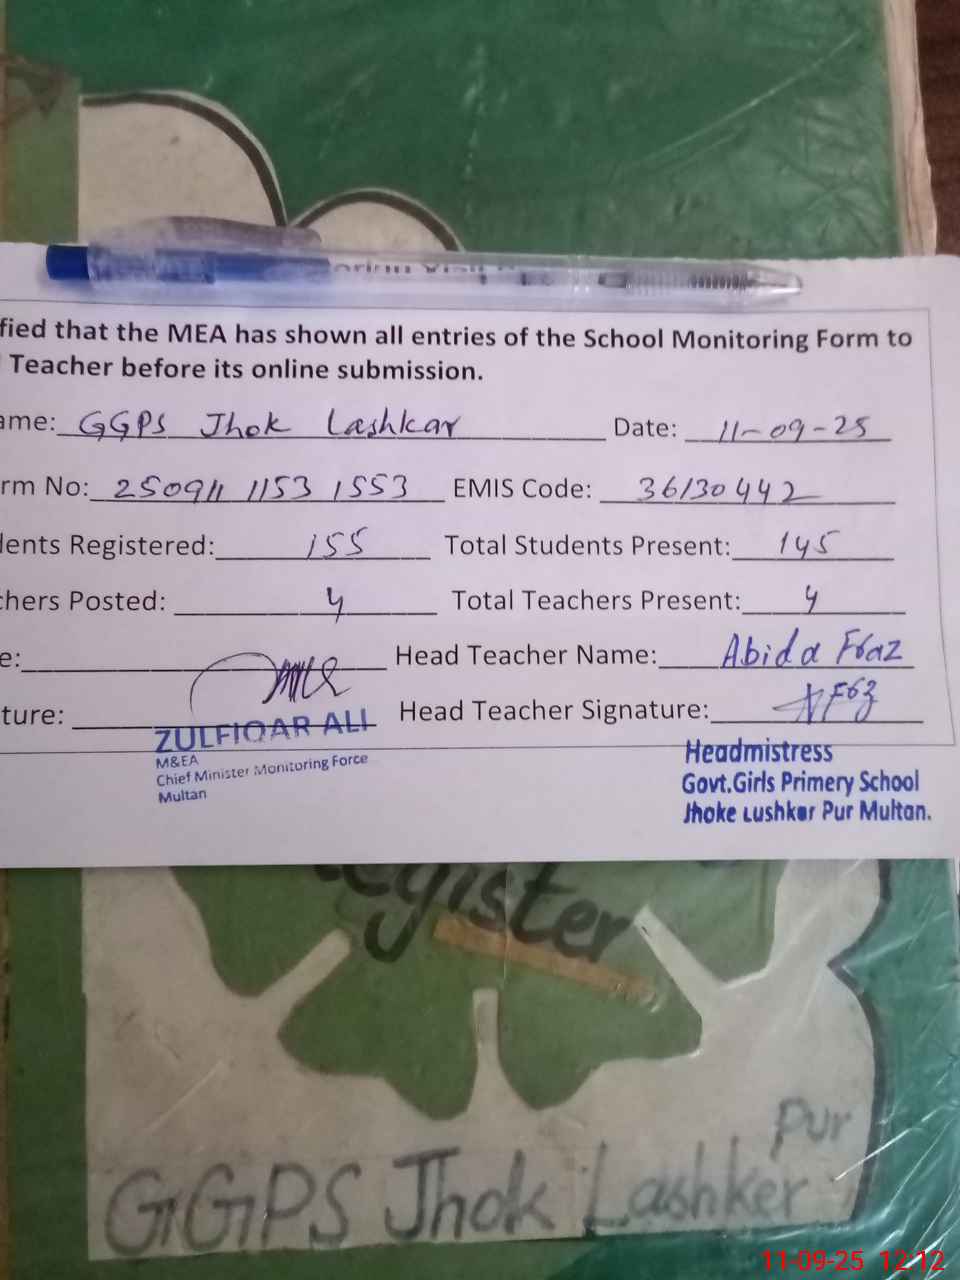 fied that the MEA has shown all entries of the School Monitoring Form to
Teacher before its online submission.
ame: GGPS Jhok Lashkar Date: 11-09-25
rm No: 250911 1153 1553 EMIS Code: 36130442
dents Registered: 155 Total Students Present: 145
chers Posted: 4 Total Teachers Present: 4
e: Head Teacher Name: Abida Fraz
ture: Head Teacher Signature:
ZULFIQAR ALI
M&EA
Chief Minister Monitoring Force
Multan
Headmistress
Govt.Girls Primery School
Jhoke Lushker Pur Multan.
Register
Pur
GGPS Jhok Lashker
11-09-25 12:12